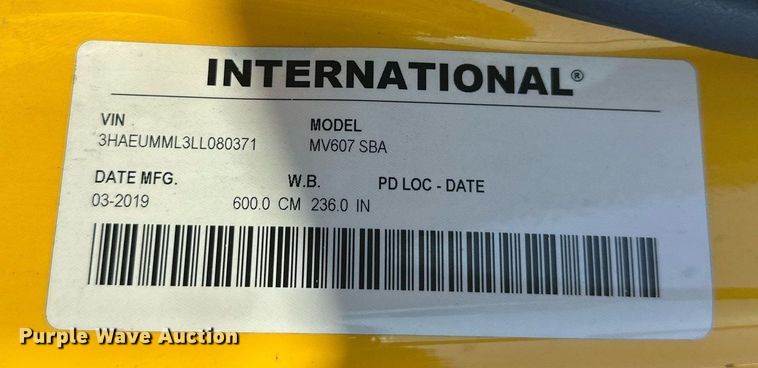 INTERNATIONAL®
VIN MODEL
3HAEUMML3LL080371 MV607 SBA
DATE MFG. W.B. PD LOC - DATE
03-2019 600.0 CM 236.0 IN
Purple Wave Auction